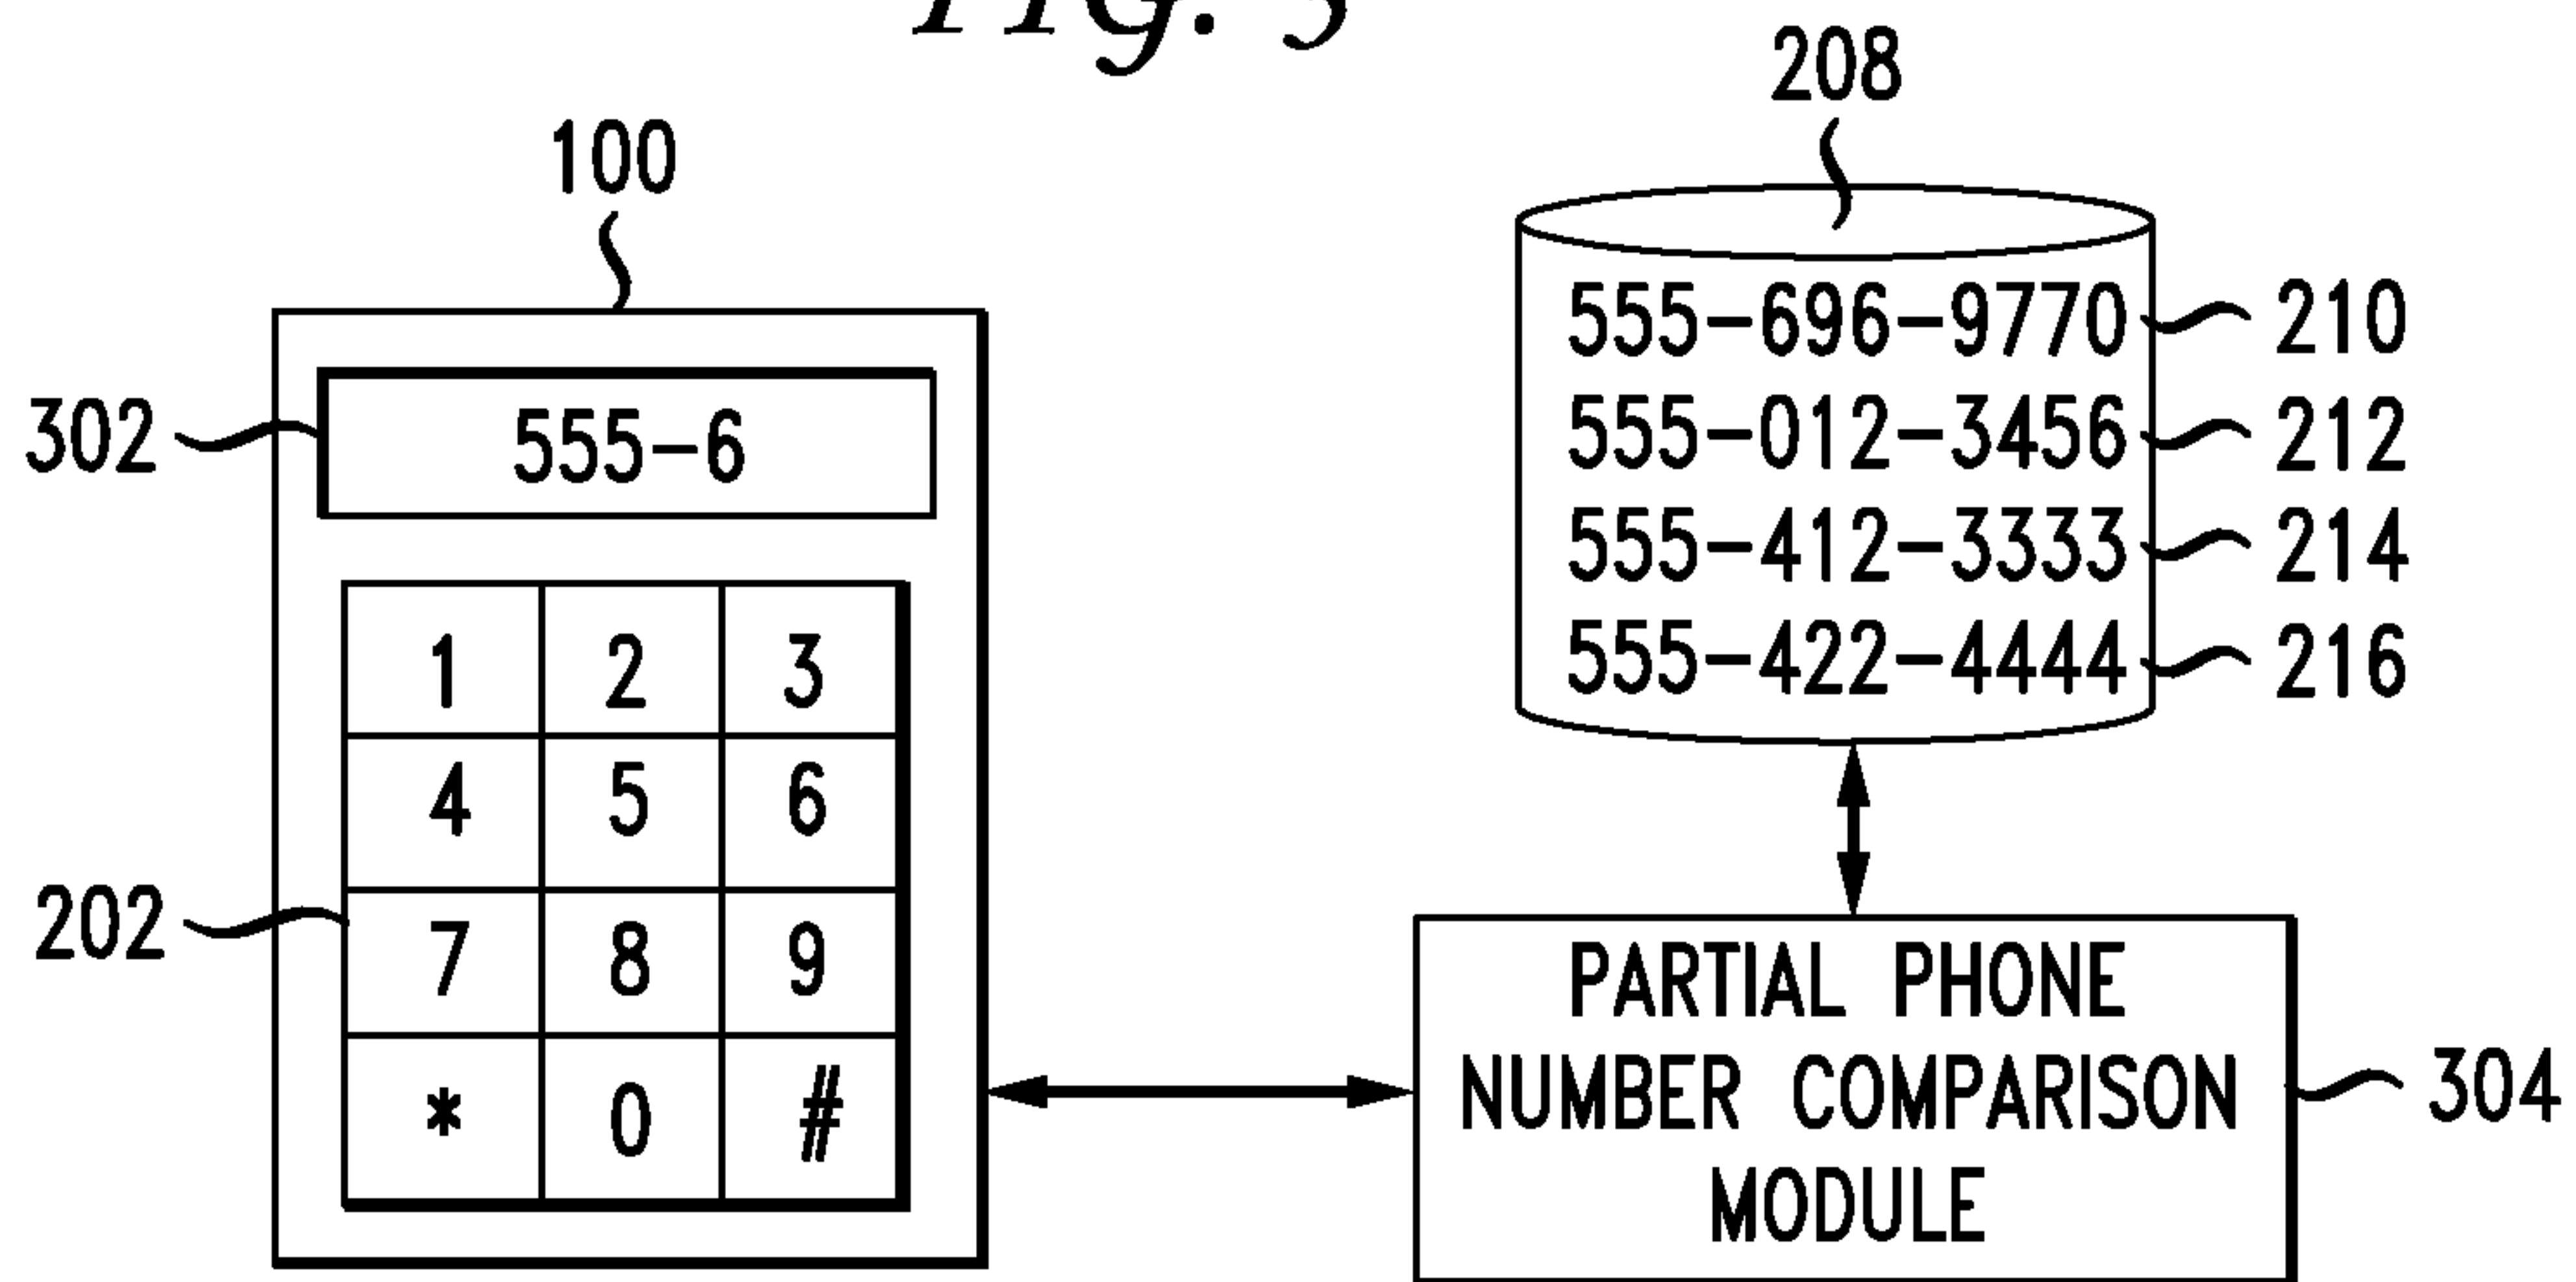 FIG. 3
208
100
555-696-9770 210
302
555-6
555-012-3456 212
555-412-3333 214
555-422-4444 216
1 2 3
4 5 6
202
7 8 9
* 0 #
PARTIAL PHONE
NUMBER COMPARISON
MODULE
304